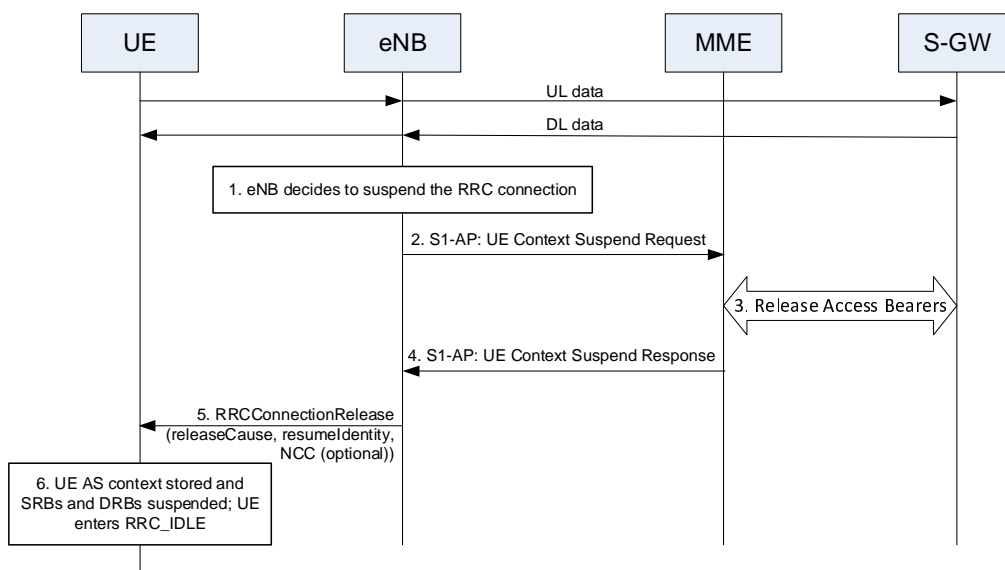 UE
eNB
MME
S-GW
UL data
DL data
1. eNB decides to suspend the RRC connection
2. S1-AP: UE Context Suspend Request
3. Release Access Bearers
4. S1-AP: UE Context Suspend Response
5. RRCConnectionRelease
(releaseCause, resumeIdentity,
NCC (optional))
6. UE AS context stored and
SRBs and DRBs suspended; UE
enters RRC_IDLE